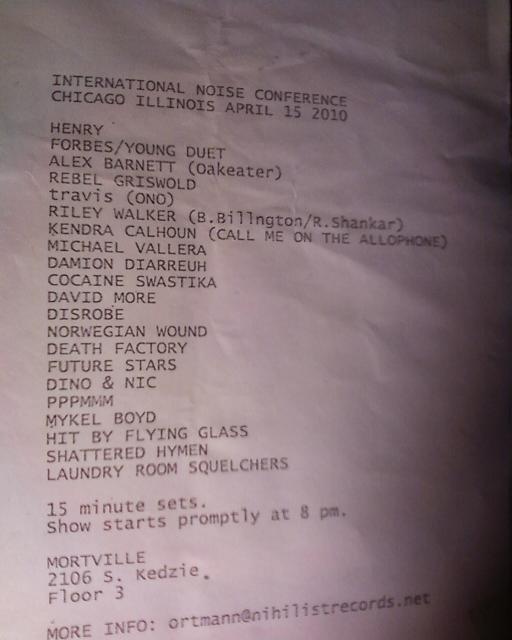 INTERNATIONAL NOISE CONFERENCE
CHICAGO ILLINOIS APRIL 15 2010
HENRY
FORBES/YOUNG DUET
ALEX BARNETT (Oakeater)
REBEL GRISWOLD
travis (ONO)
RILEY WALKER (B.Billngton/R.Shankar)
KENDRA CALHOUN (CALL ME ON THE ALLOPHONE)
MICHAEL VALLERA
DAMION DIARREUH
COCAINE SWASTIKA
DAVID MORE
DISROBE
NORWEGIAN WOUND
DEATH FACTORY
FUTURE STARS
DINO & NIC
PPPMMM
MYKEL BOYD
HIT BY FLYING GLASS
SHATTERED HYMEN
LAUNDRY ROOM SQUELCHERS
15 minute sets.
Show starts promptly at 8 pm.
MORTVILLE
2106 S. Kedzie.
Floor 3
MORE INFO: ortmann@nihilistrecords.net